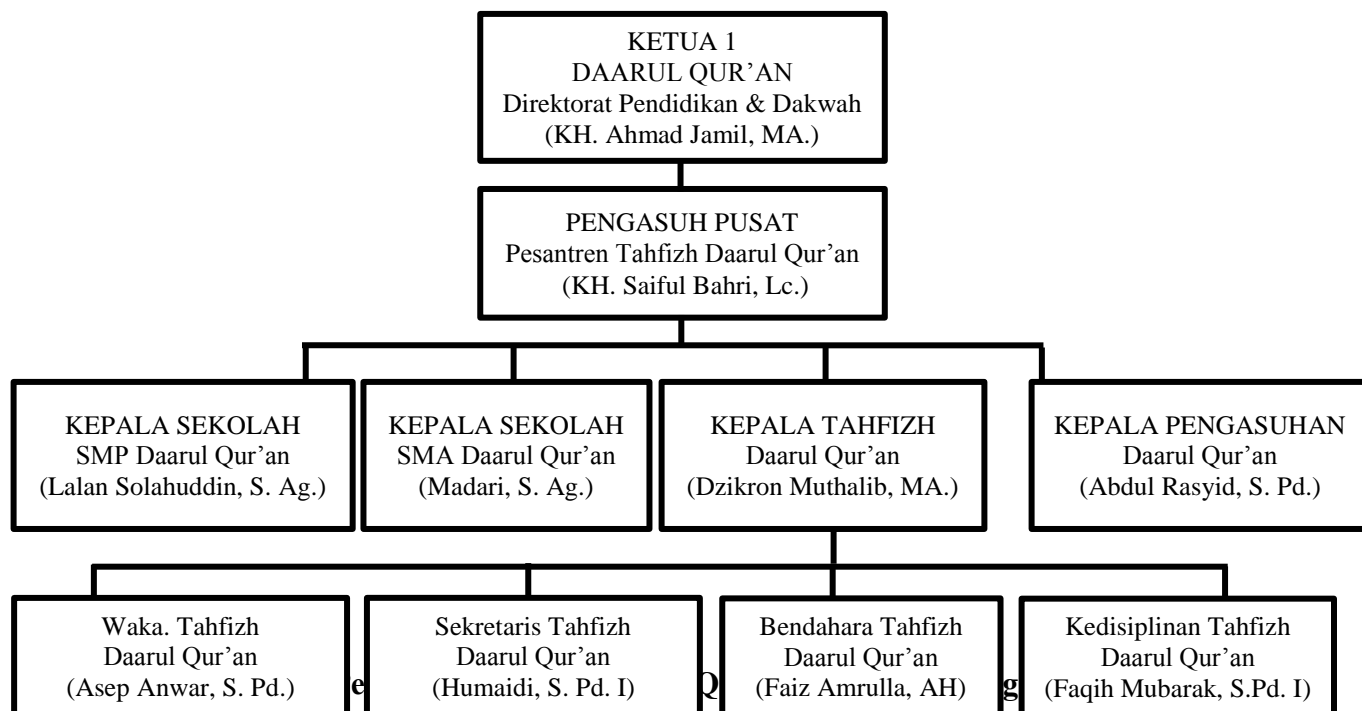 KETUA 1
DAARUL QUR’AN
Direktorat Pendidikan & Dakwah
(KH. Ahmad Jamil, MA.)
PENGASUH PUSAT
Pesantren Tahfizh Daarul Qur’an
(KH. Saiful Bahri, Lc.)
KEPALA SEKOLAH
SMP Daarul Qur’an
(Lalan Solahuddin, S. Ag.)
KEPALA SEKOLAH
SMA Daarul Qur’an
(Madari, S. Ag.)
KEPALA TAHFIZH
Daarul Qur’an
(Dzikron Muthalib, MA.)
KEPALA PENGASUHAN
Daarul Qur’an
(Abdul Rasyid, S. Pd.)
Waka. Tahfizh
Daarul Qur’an
(Asep Anwar, S. Pd.)
Sekretaris Tahfizh
Daarul Qur’an
(Humaidi, S. Pd. I)
Bendahara Tahfizh
Daarul Qur’an
(Faiz Amrulla, AH)
Kedisiplinan Tahfizh
Daarul Qur’an
(Faqih Mubarak, S.Pd. I)